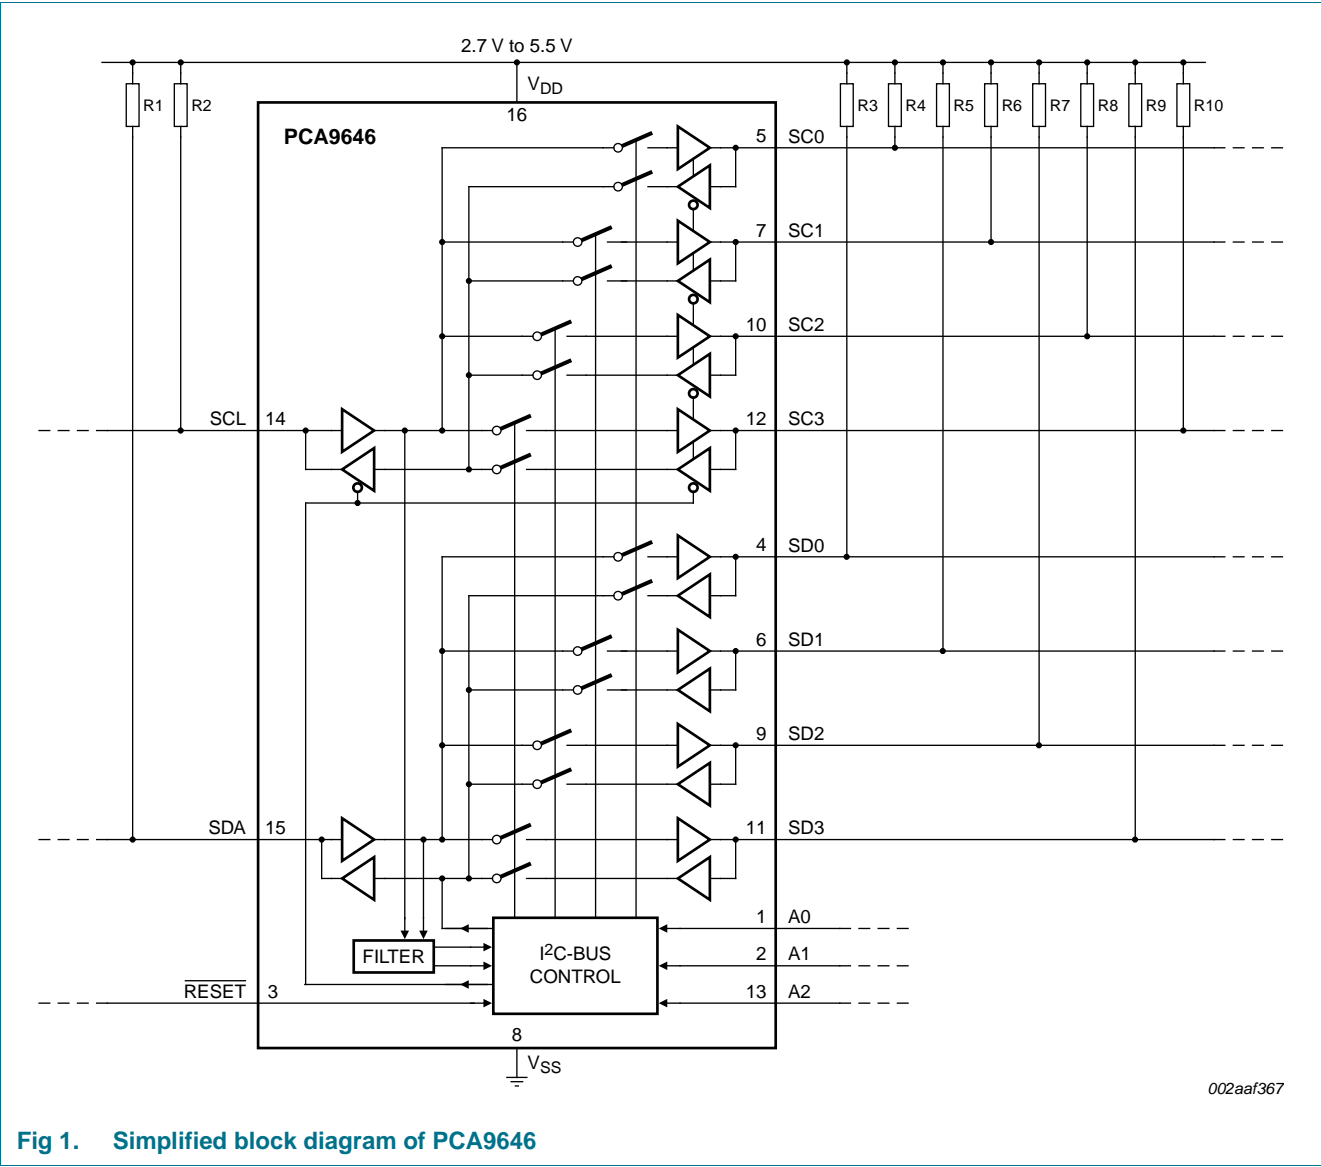 2.7 V to 5.5 V
R1 R2 VDD R3 R4 R5 R6 R7 R8 R9 R10
16
PCA9646
5 SC0
7 SC1
10 SC2
SCL 14 12 SC3
4 SD0
6 SD1
9 SD2
SDA 15 11 SD3
1 A0
FILTER I2C-BUS 2 A1
CONTROL
RESET 3 13 A2
8
VSS
002aaf367
Fig 1. Simplified block diagram of PCA9646